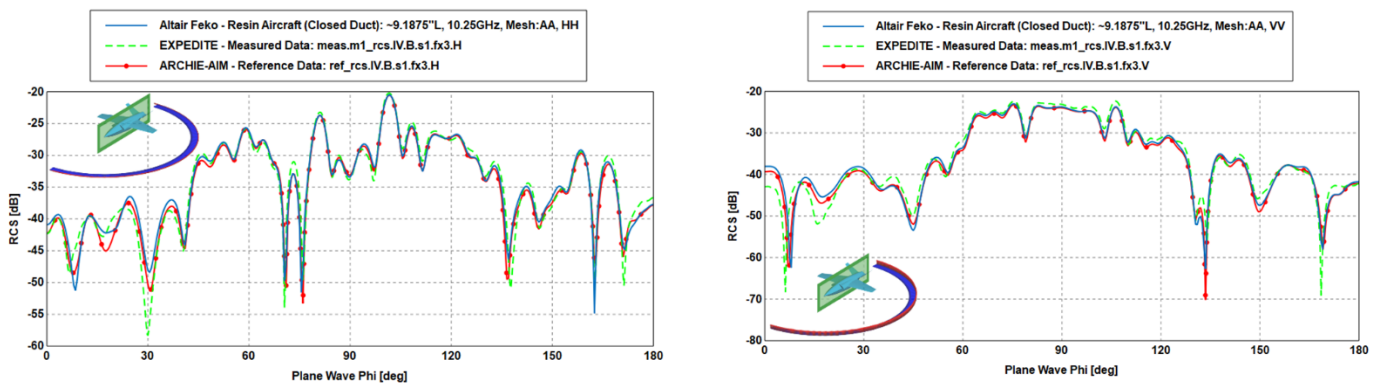 Altair Feko - Resin Aircraft (Closed Duct): ~9.1875"L, 10.25GHz, Mesh:AA, HH
EXPEDITE - Measured Data: meas.m1_rcs.IV.B.s1.fx3.H
ARCHIE-AIM - Reference Data: ref_rcs.IV.B.s1.fx3.H
-20
-25
-30
-35
-40
-45
-50
-55
-60
RCS [dB]
0 30 60 90 120 150 180
Plane Wave Phi [deg]
Altair Feko - Resin Aircraft (Closed Duct): ~9.1875"L, 10.25GHz, Mesh:AA, VV
EXPEDITE - Measured Data: meas.m1_rcs.IV.B.s1.fx3.V
ARCHIE-AIM - Reference Data: ref_rcs.IV.B.s1.fx3.V
-20
-30
-40
-50
-60
-70
-80
RCS [dB]
0 30 60 90 120 150 180
Plane Wave Phi [deg]